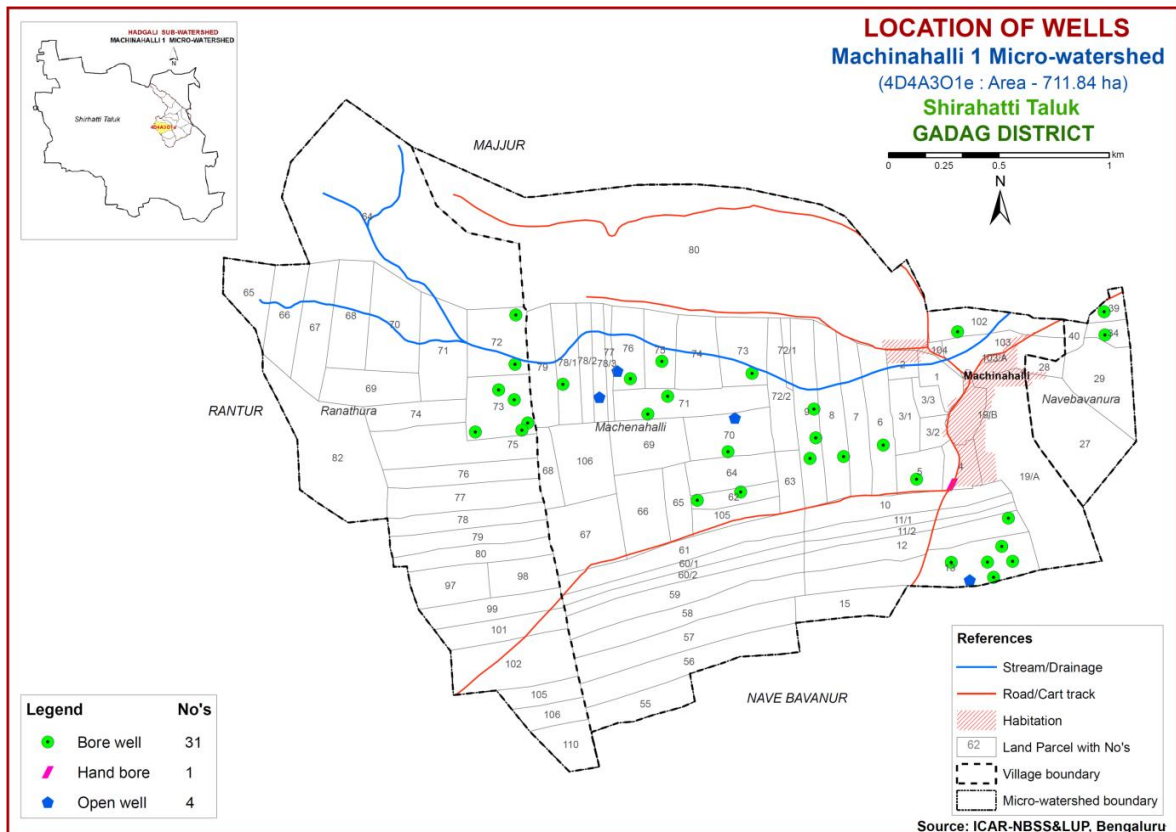 HADGALI SUB-WATERSHED
MACHINAHALLI 1 MICRO-WATERSHED
N
Shirhatti Taluk
4D4A3O1e
LOCATION OF WELLS
Machinahalli 1 Micro-watershed
(4D4A3O1e : Area - 711.84 ha)
Shirahatti Taluk
GADAG DISTRICT
km
0 0.25 0.5 1
N
MAJJUR
64
80
65
66
67
68
70
71
72
79
78/1
78/2
77
78/3
76
75
74
73
72/1
72/2
102
104
103
103/A
40
39
34
2
1
Machinahalli
28
29
Navebavanura
27
RANTUR
Ranathura
69
74
73
75
82
76
77
78
79
80
97
98
99
101
102
105
106
110
Machenahalli
68
106
69
71
70
64
65
66
62
105
63
67
9
8
7
6
3/3
3/1
3/2
5
4
19/B
19/A
10
11/1
11/2
12
61
60/1
60/2
59
58
57
56
55
15
NAVE BAVANUR
Legend No's
Bore well 31
Hand bore 1
Open well 4
References
Stream/Drainage
Road/Cart track
Habitation
62 Land Parcel with No's
Village boundary
Micro-watershed boundary
Source: ICAR-NBSS&LUP, Bengaluru